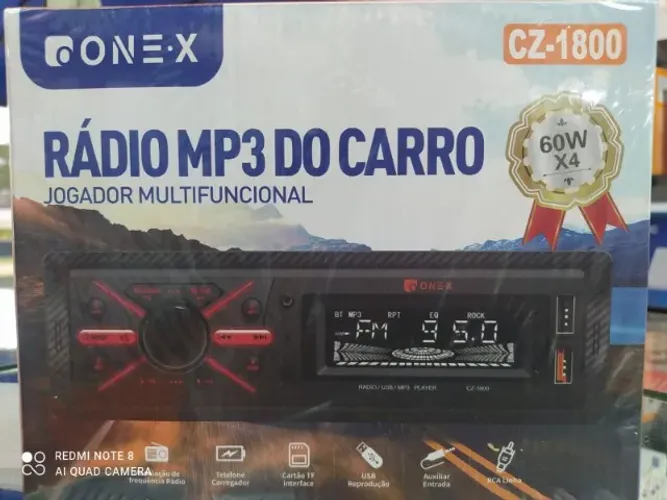 ONE·X
CZ-1800
RÁDIO MP3 DO CARRO
JOGADOR MULTIFUNCIONAL
60W
X4
ONE·X
BT MP3 RPT EQ ROCK
FM 95.0
RADIO/USB/MP3 PLAYER CZ-1800
frequência Rádio
Telefone
Carregador
Cartão TF
interface
USB
Reprodução
Auxiliar
Entrada
RCA Linha
REDMI NOTE 8
AI QUAD CAMERA